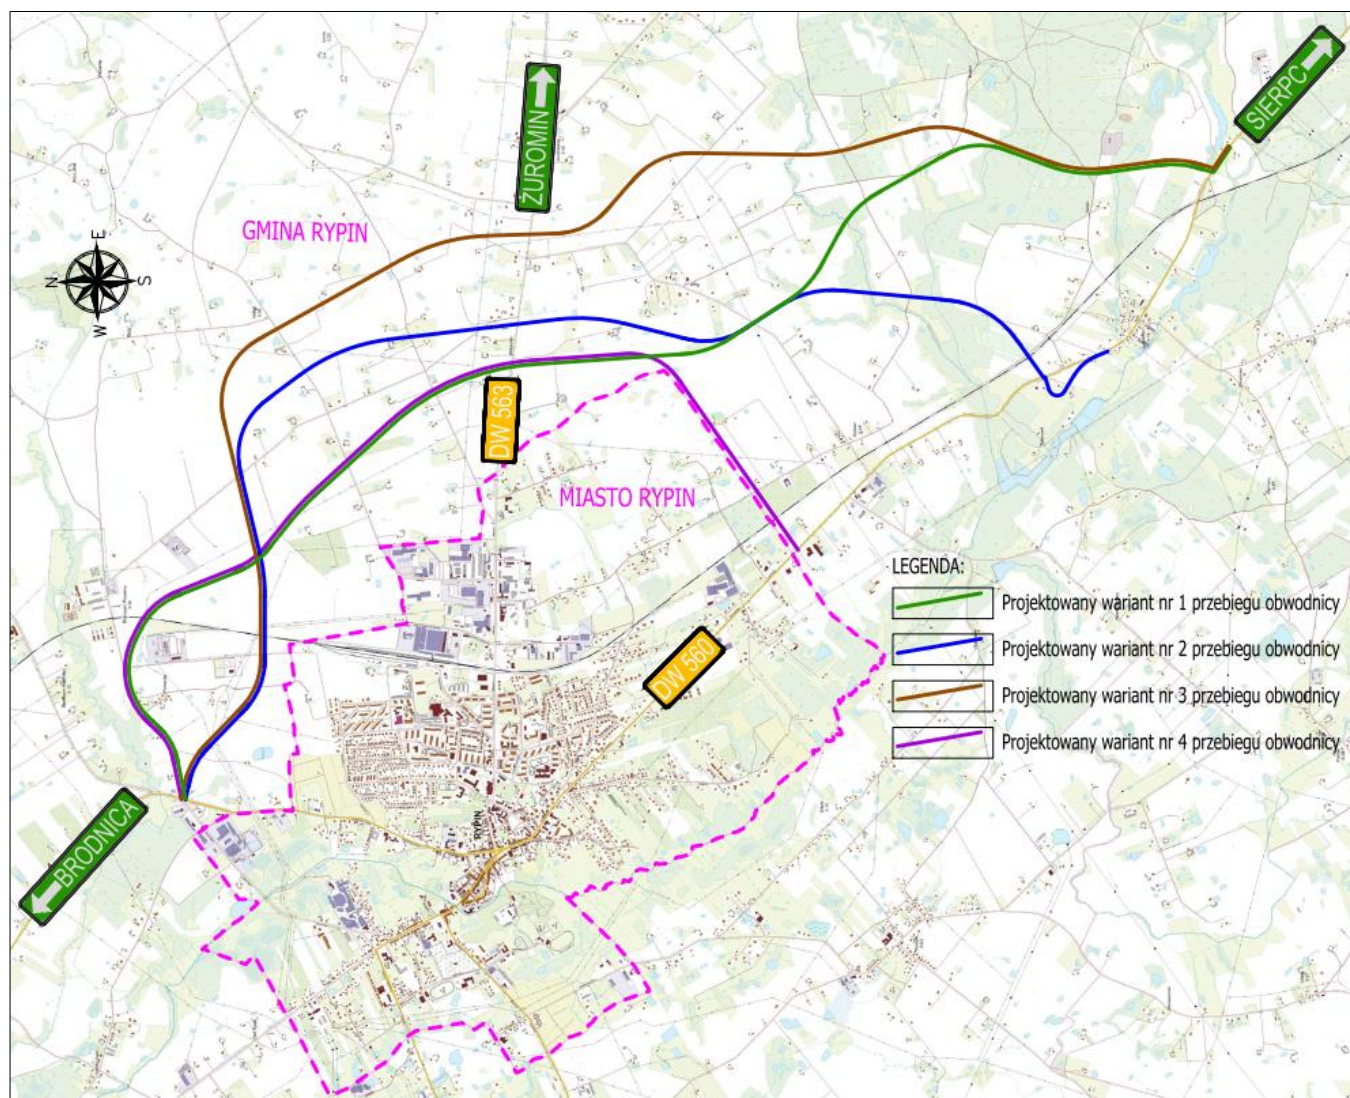 SIERPC
ŻUROMIN
GMINA RYPIN
E
N
S
W
DW 563
MIASTO RYPIN
LEGENDA:
Projektowany wariant nr 1 przebiegu obwodnicy
Projektowany wariant nr 2 przebiegu obwodnicy
Projektowany wariant nr 3 przebiegu obwodnicy
Projektowany wariant nr 4 przebiegu obwodnicy
DW 560
BRODNICA
RYPIN